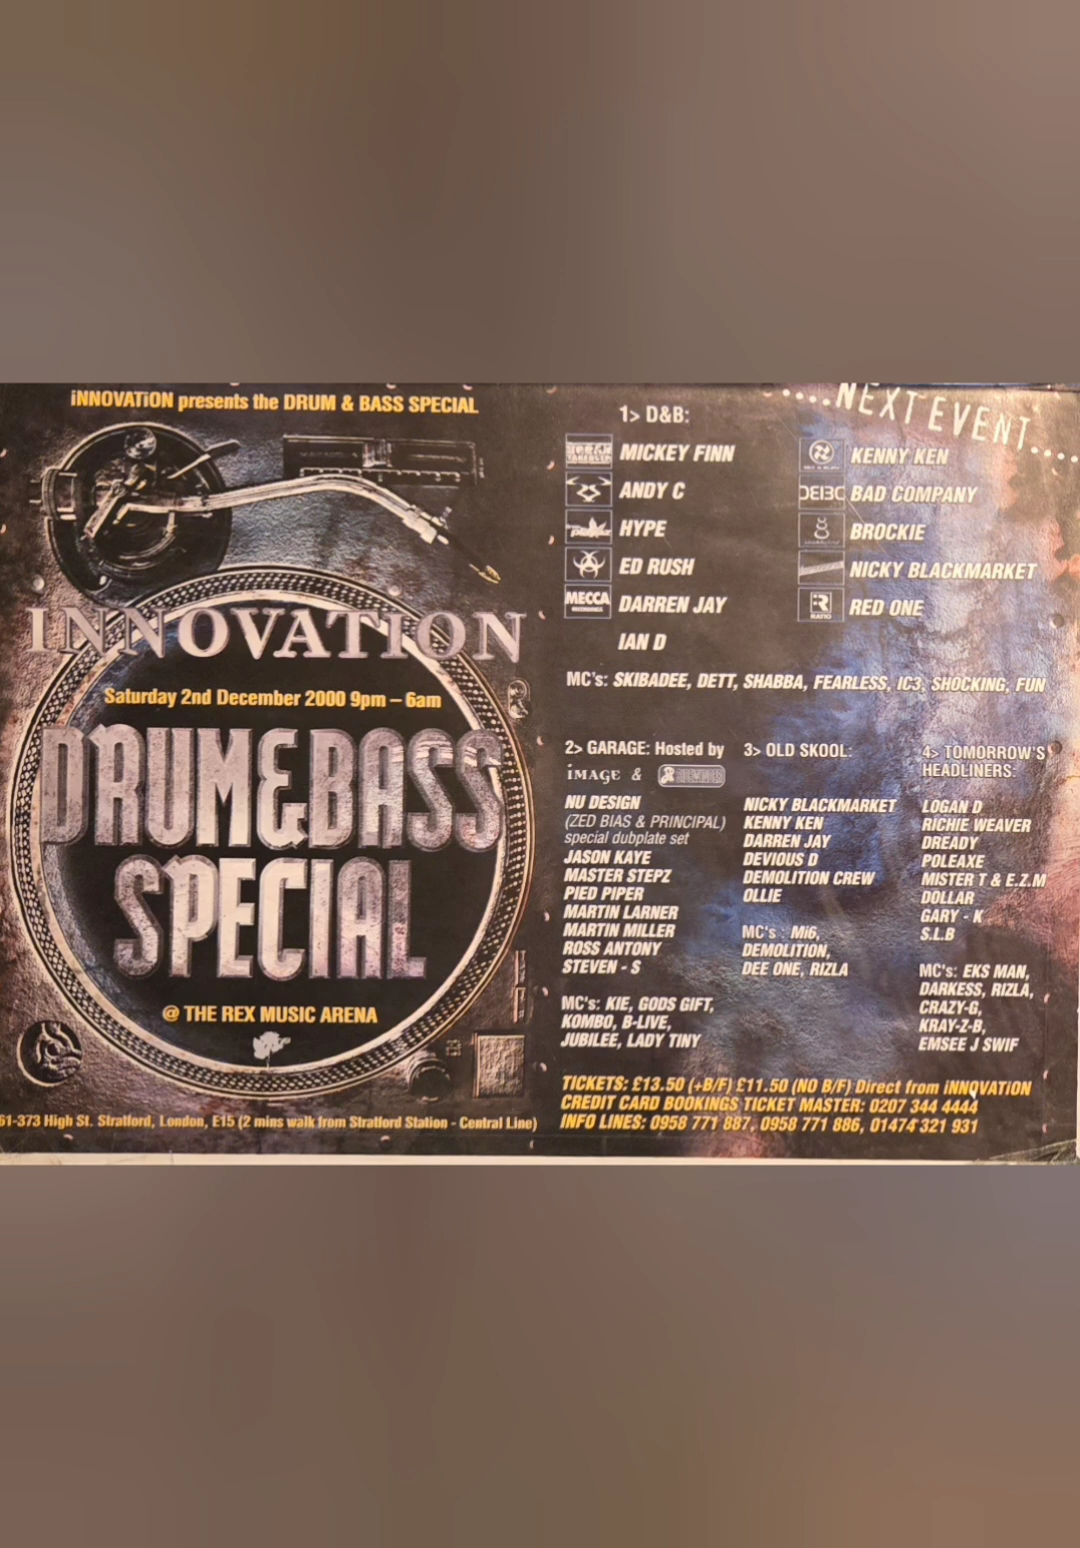 iNNOVATiON presents the DRUM & BASS SPECIAL
INNOVATION
Saturday 2nd December 2000 9pm – 6am
DRUM&BASS
SPECIAL
@ THE REX MUSIC ARENA
61-373 High St. Stratford, London, E15 (2 mins walk from Stratford Station - Central Line)
....NEXT EVENT.....
1> D&B:
MICKEY FINN
ANDY C
HYPE
ED RUSH
MECCA
RECORDINGS
DARREN JAY
IAN D
KENNY KEN
BAD COMPANY
BROCKIE
NICKY BLACKMARKET
RATIO
RED ONE
MC's: SKIBADEE, DETT, SHABBA, FEARLESS, IC3, SHOCKING, FUN
2> GARAGE: Hosted by
iMAGE &
NU DESIGN
(ZED BIAS & PRINCIPAL)
special dubplate set
JASON KAYE
MASTER STEPZ
PIED PIPER
MARTIN LARNER
MARTIN MILLER
ROSS ANTONY
STEVEN - S
MC's: KIE, GODS GIFT,
KOMBO, B-LIVE,
JUBILEE, LADY TINY
3> OLD SKOOL:
NICKY BLACKMARKET
KENNY KEN
DARREN JAY
DEVIOUS D
DEMOLITION CREW
OLLIE
MC's : Mi6,
DEMOLITION,
DEE ONE, RIZLA
4> TOMORROW'S
HEADLINERS:
LOGAN D
RICHIE WEAVER
DREADY
POLEAXE
MISTER T & E.Z.M
DOLLAR
GARY - K
S.L.B
MC's: EKS MAN,
DARKESS, RIZLA,
CRAZY-G,
KRAY-Z-B,
EMSEE J SWIF
TICKETS: £13.50 (+B/F) £11.50 (NO B/F) Direct from iNNOVATiON
CREDIT CARD BOOKINGS TICKET MASTER: 0207 344 4444
INFO LINES: 0958 771 887, 0958 771 886, 01474 321 931